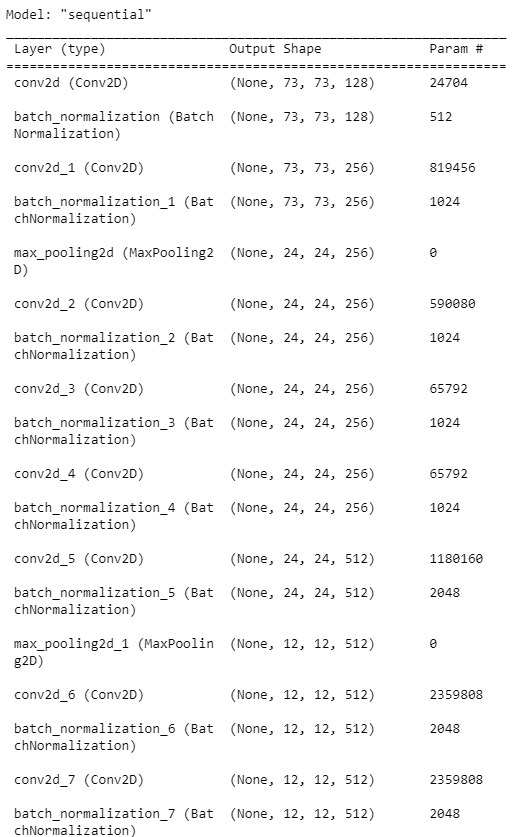 Model: "sequential"
_________________________________________________________________
Layer (type) Output Shape Param #
=================================================================
conv2d (Conv2D) (None, 73, 73, 128) 24704
batch_normalization (Batch (None, 73, 73, 128) 512
Normalization)
conv2d_1 (Conv2D) (None, 73, 73, 256) 819456
batch_normalization_1 (Bat (None, 73, 73, 256) 1024
chNormalization)
max_pooling2d (MaxPooling2 (None, 24, 24, 256) 0
D)
conv2d_2 (Conv2D) (None, 24, 24, 256) 590080
batch_normalization_2 (Bat (None, 24, 24, 256) 1024
chNormalization)
conv2d_3 (Conv2D) (None, 24, 24, 256) 65792
batch_normalization_3 (Bat (None, 24, 24, 256) 1024
chNormalization)
conv2d_4 (Conv2D) (None, 24, 24, 256) 65792
batch_normalization_4 (Bat (None, 24, 24, 256) 1024
chNormalization)
conv2d_5 (Conv2D) (None, 24, 24, 512) 1180160
batch_normalization_5 (Bat (None, 24, 24, 512) 2048
chNormalization)
max_pooling2d_1 (MaxPoolin (None, 12, 12, 512) 0
g2D)
conv2d_6 (Conv2D) (None, 12, 12, 512) 2359808
batch_normalization_6 (Bat (None, 12, 12, 512) 2048
chNormalization)
conv2d_7 (Conv2D) (None, 12, 12, 512) 2359808
batch_normalization_7 (Bat (None, 12, 12, 512) 2048
chNormalization)